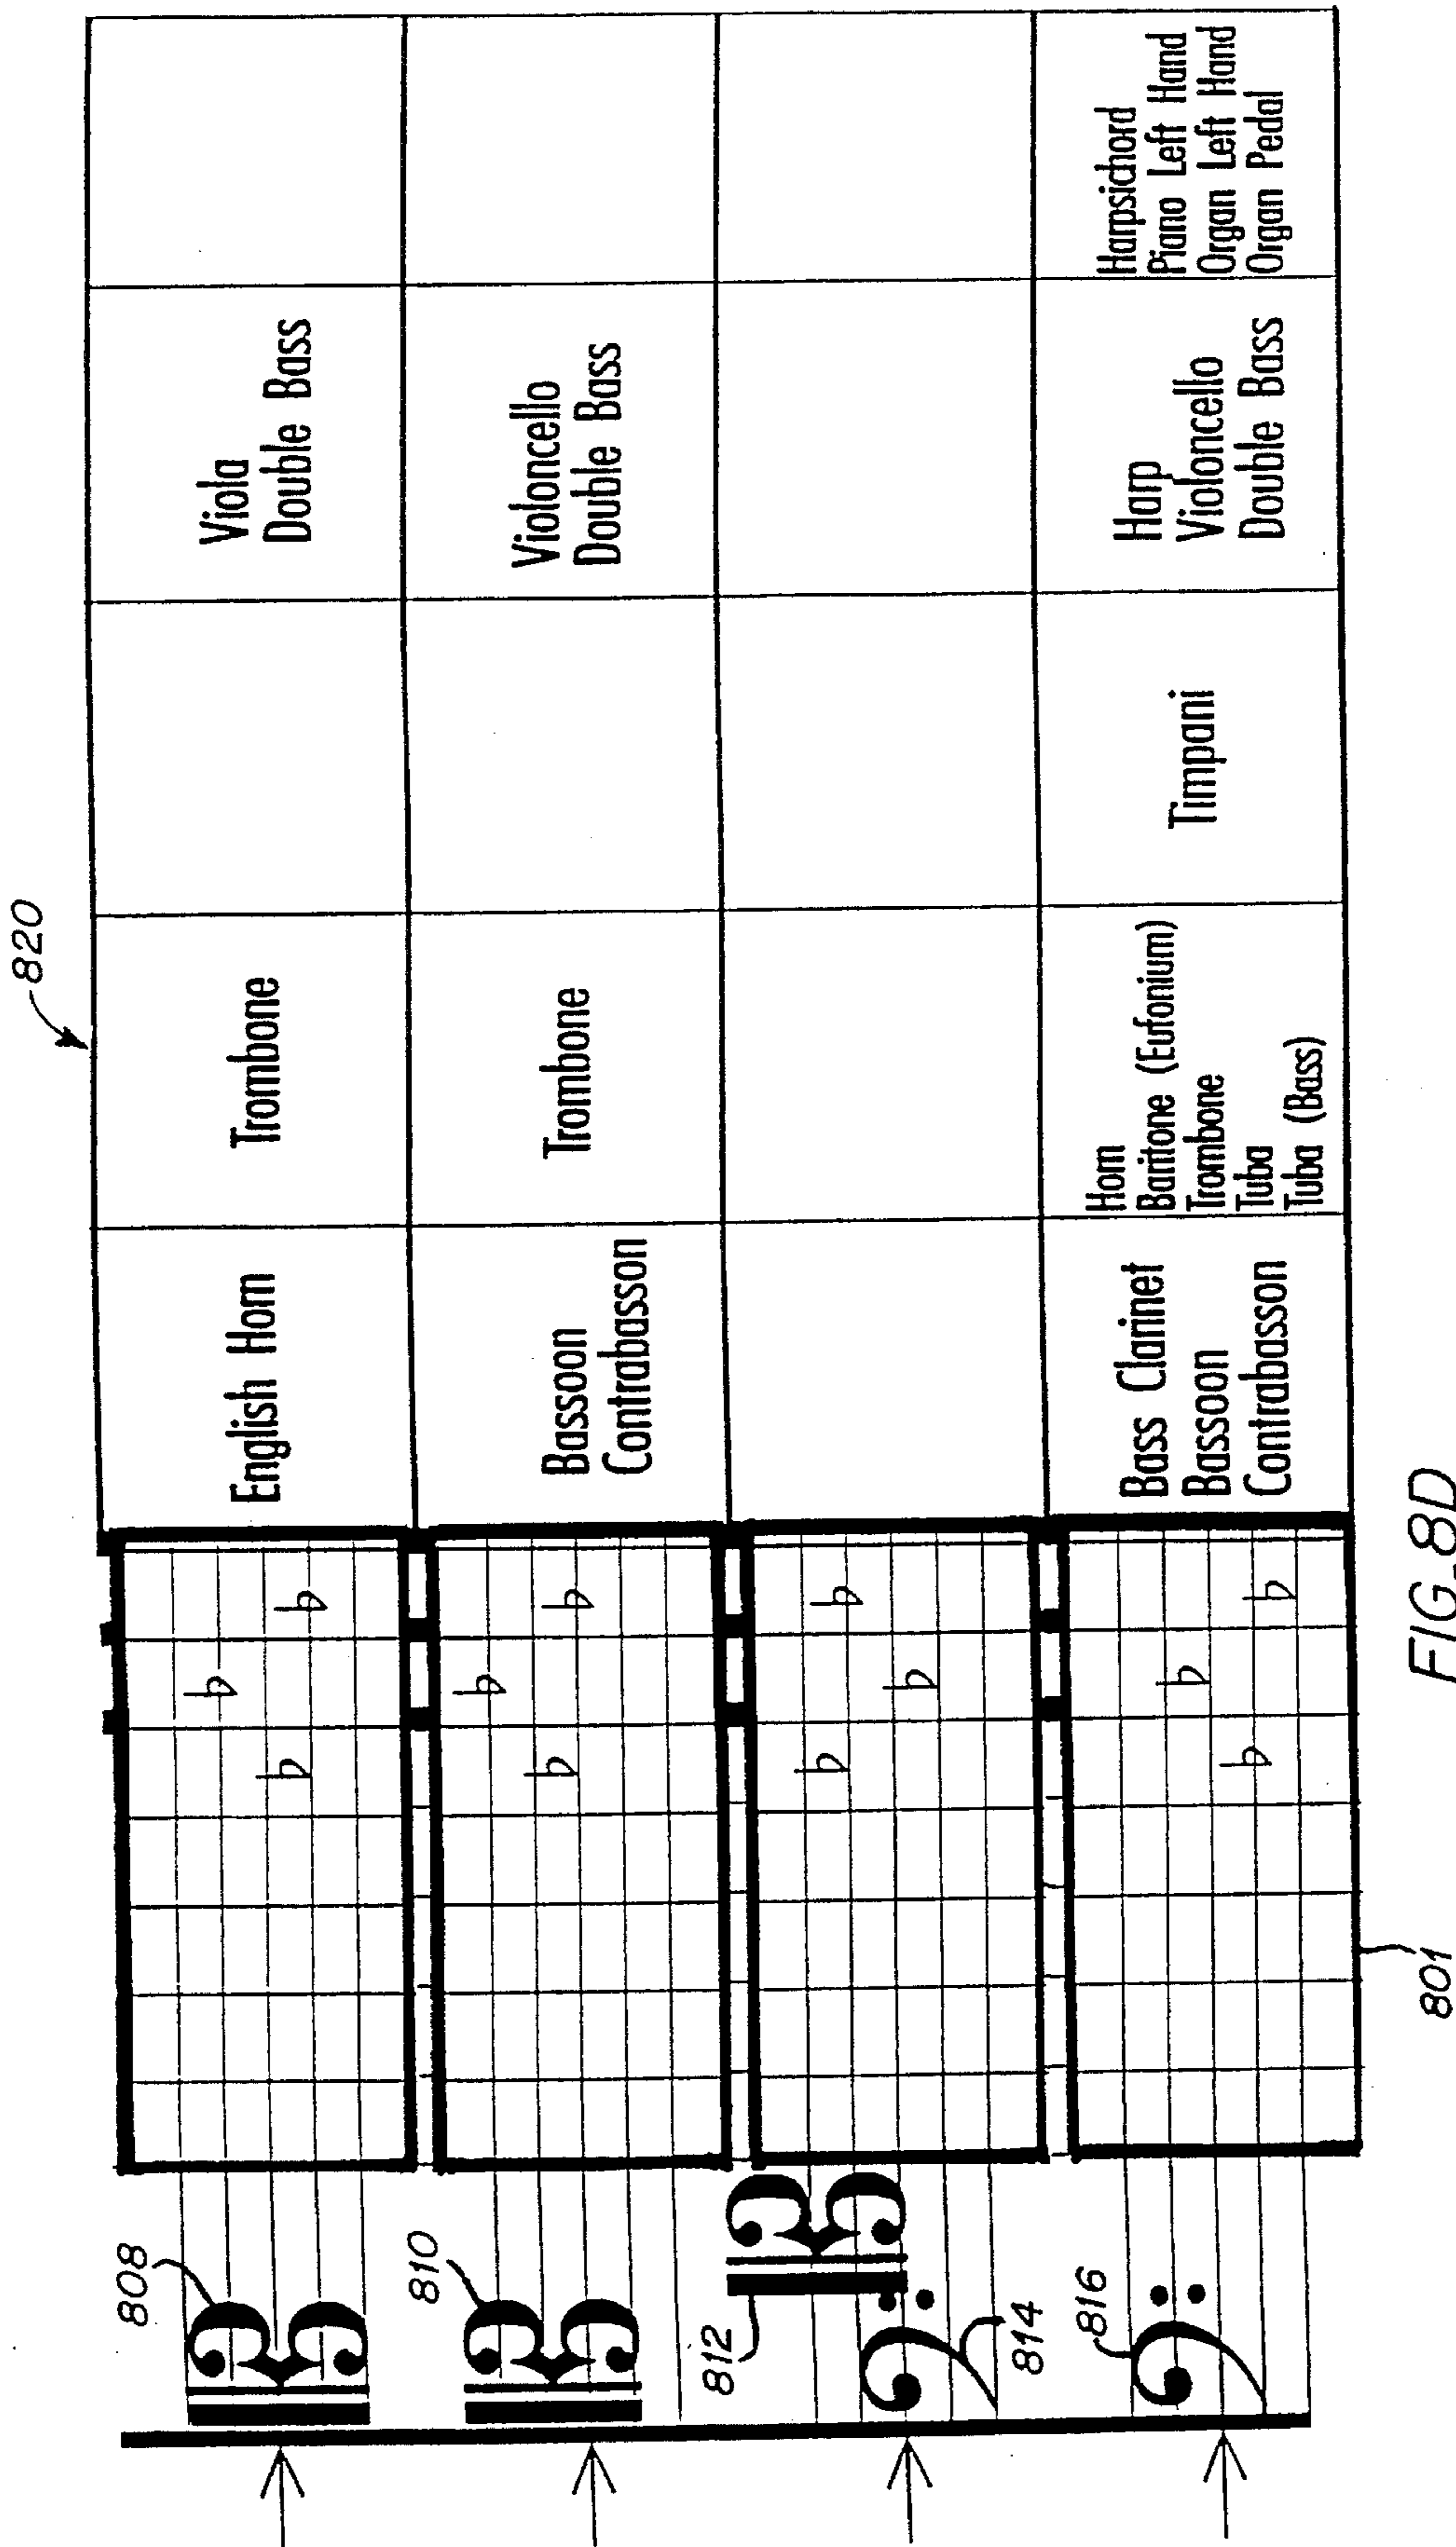 820
808
English Horn
Trombone
Viola
Double Bass
810
Bassoon
Contrabasson
Trombone
Violoncello
Double Bass
812
814
816
Bass Clarinet
Bassoon
Contrabasson
Horn
Baritone (Eufonium)
Trombone
Tuba
Tuba (Bass)
Timpani
Harp
Violoncello
Double Bass
Harpsichord
Piano Left Hand
Organ Left Hand
Organ Pedal
801
FIG_8D